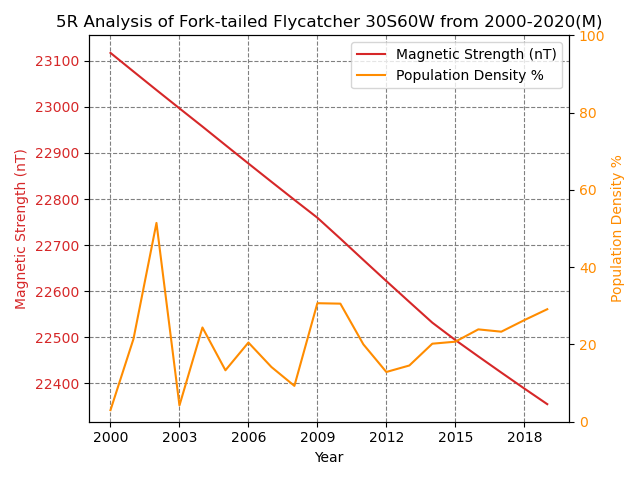 5R Analysis of Fork-tailed Flycatcher 30S60W from 2000-2020(M)
Magnetic Strength (nT)
Population Density %
Magnetic Strength (nT)
23100
23000
22900
22800
22700
22600
22500
22400
100
80
60
40
20
0
Population Density %
2000 2003 2006 2009 2012 2015 2018
Year